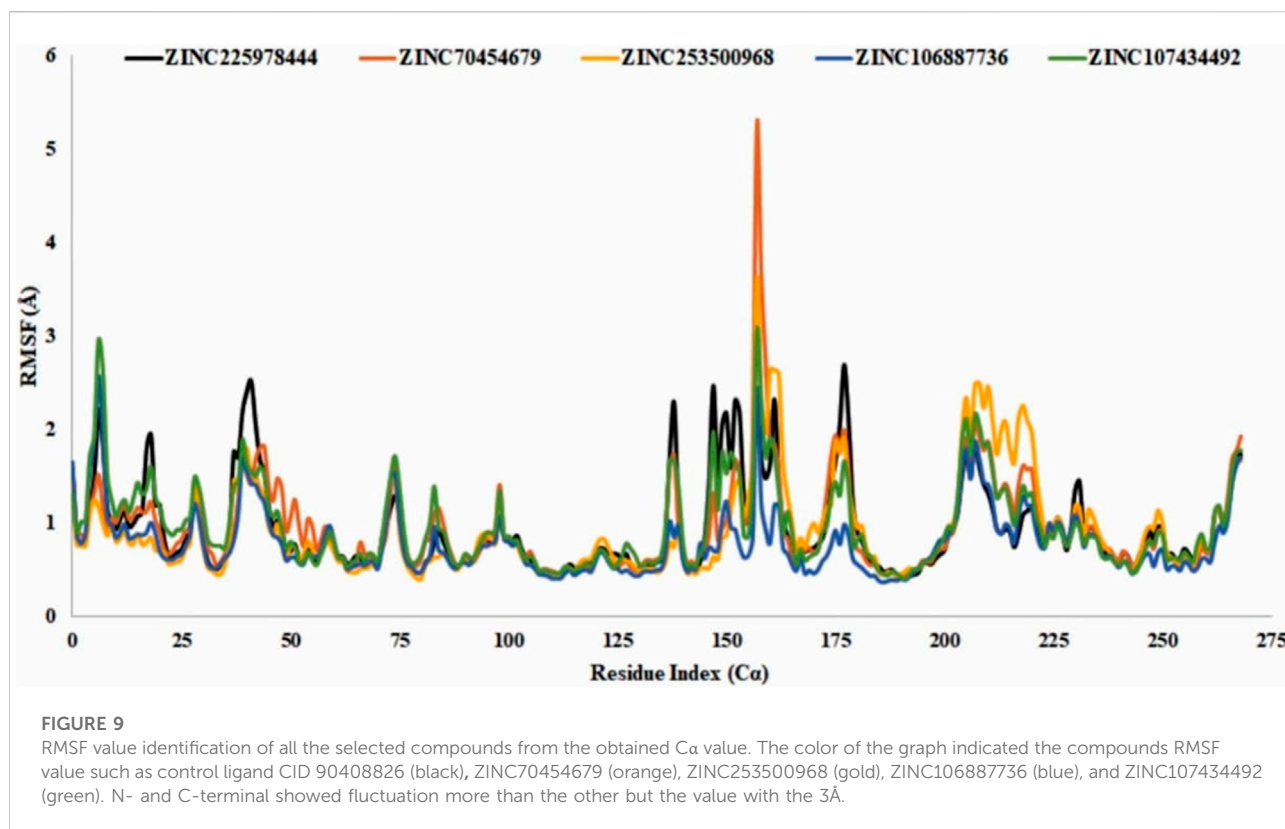 ZINC225978444 ZINC70454679 ZINC253500968 ZINC106887736 ZINC107434492
6
5
4
3
2
1
0
RMSF (Å)
0 25 50 75 100 125 150 175 200 225 250 275
Residue Index (Cα)
FIGURE 9
RMSF value identification of all the selected compounds from the obtained Cα value. The color of the graph indicated the compounds RMSF
value such as control ligand CID 90408826 (black), ZINC70454679 (orange), ZINC253500968 (gold), ZINC106887736 (blue), and ZINC107434492
(green). N- and C-terminal showed fluctuation more than the other but the value with the 3Å.